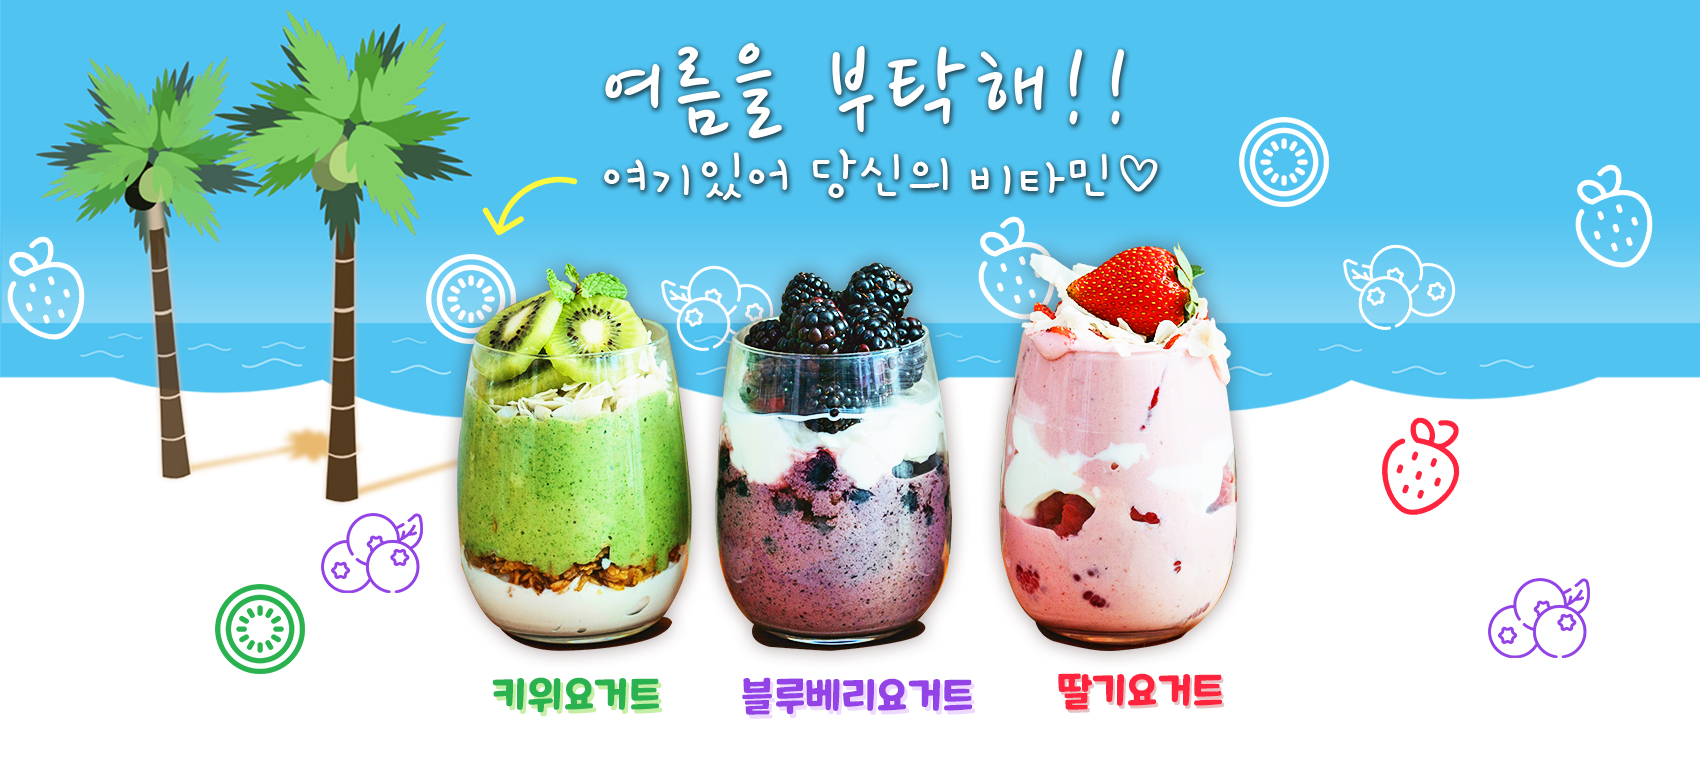 여름을 부탁해!!
여기있어 당신의 비타민♡
키위요거트
블루베리요거트
딸기요거트